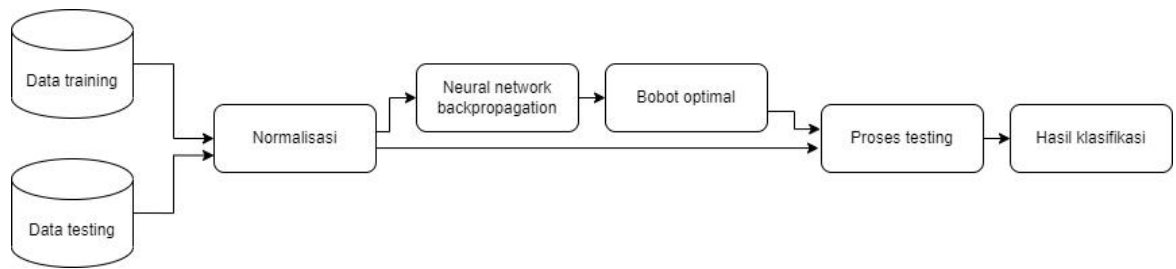 Data training
Neural network
backpropagation
Bobot optimal
Normalisasi
Proses testing
Hasil klasifikasi
Data testing